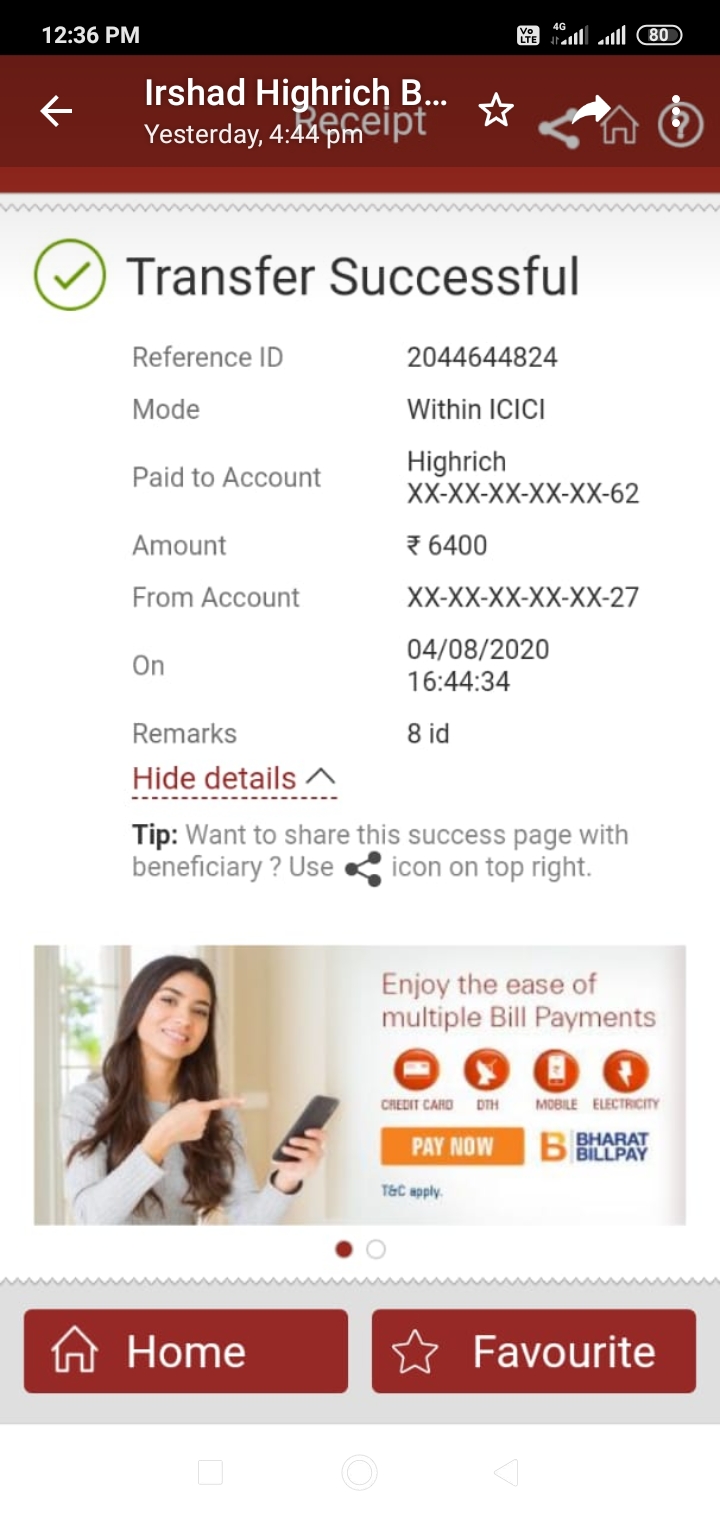 12:36 PM
Vo LTE 4G 80
Irshad Highrich B...
Receipt
Yesterday, 4:44 pm
Transfer Successful
Reference ID 2044644824
Mode Within ICICI
Paid to Account Highrich
XX-XX-XX-XX-XX-62
Amount ₹ 6400
From Account XX-XX-XX-XX-XX-27
On 04/08/2020
16:44:34
Remarks 8 id
Hide details
Tip: Want to share this success page with
beneficiary ? Use icon on top right.
Enjoy the ease of
multiple Bill Payments
CREDIT CARD DTH MOBILE ELECTRICITY
PAY NOW B BHARAT
BILLPAY
T&C apply.
Home Favourite